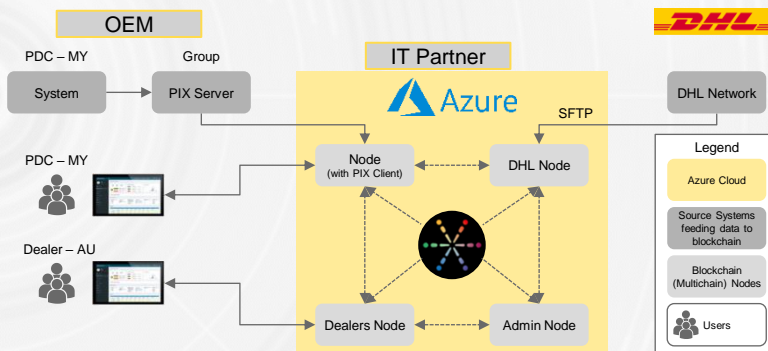 OEM
DHL
PDC – MY
Group
IT Partner
System
PIX Server
Azure
DHL Network
SFTP
Legend
PDC – MY
Node
(with PIX Client)
DHL Node
Azure Cloud
Source Systems
feeding data to
blockchain
Dealer – AU
Blockchain
(Multichain) Nodes
Dealers Node
Admin Node
Users